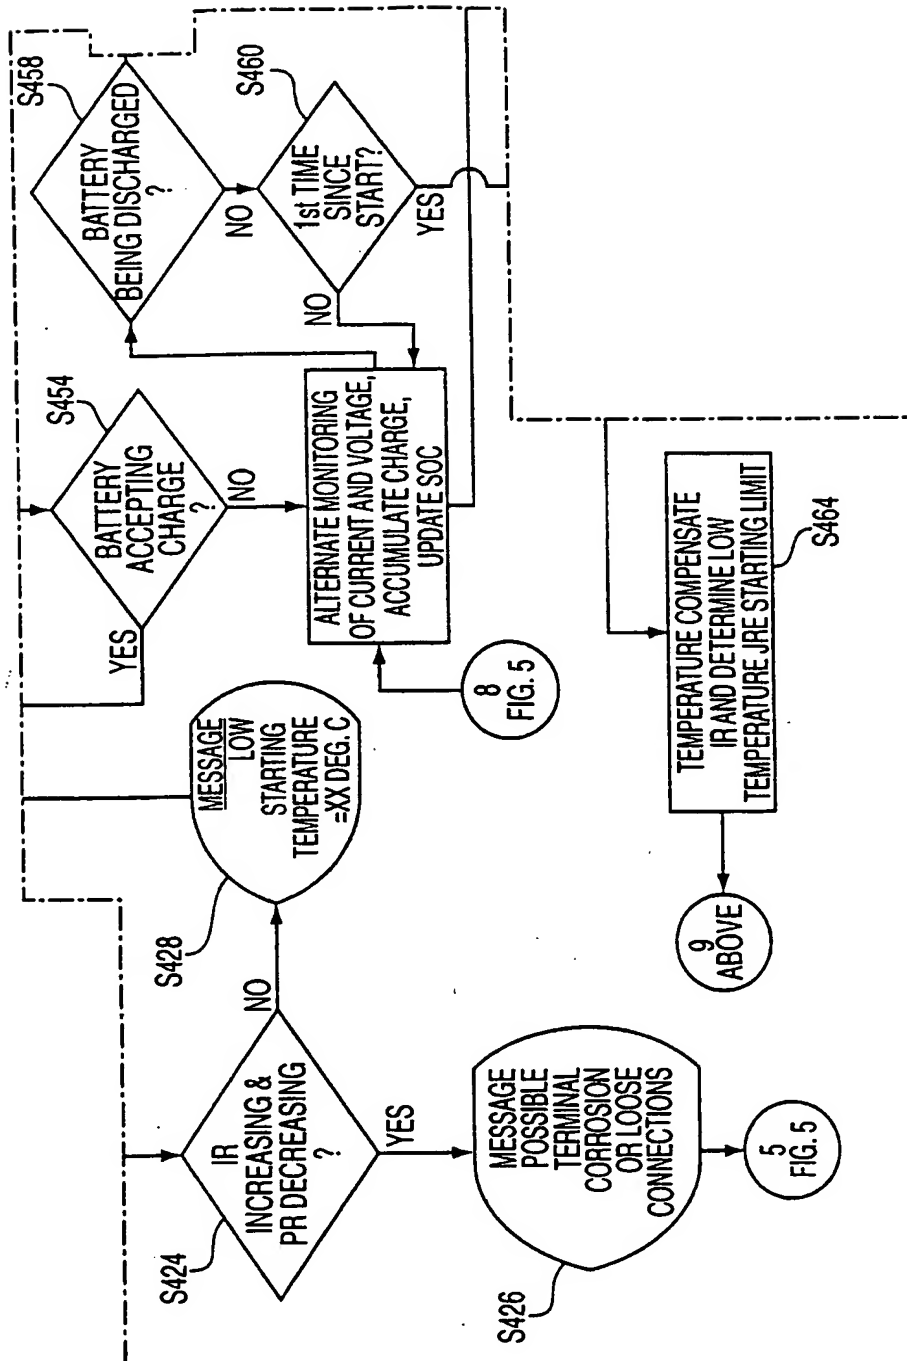 S424
IR
INCREASING &
PR DECREASING
?
NO
YES
S428
MESSAGE
LOW
STARTING
TEMPERATURE
=XX DEG. C
S426
MESSAGE
POSSIBLE
TERMINAL
CORROSION
OR LOOSE
CONNECTIONS
5
FIG. 5
S454
BATTERY
ACCEPTING
CHARGE
?
YES
NO
S458
BATTERY
BEING DISCHARGED
?
NO
S460
1st TIME
SINCE
START?
NO
YES
ALTERNATE MONITORING
OF CURRENT AND VOLTAGE,
ACCUMULATE CHARGE,
UPDATE SOC
8
FIG. 5
TEMPERATURE COMPENSATE
IR AND DETERMINE LOW
TEMPERATURE JRE STARTING LIMIT
S464
9
ABOVE